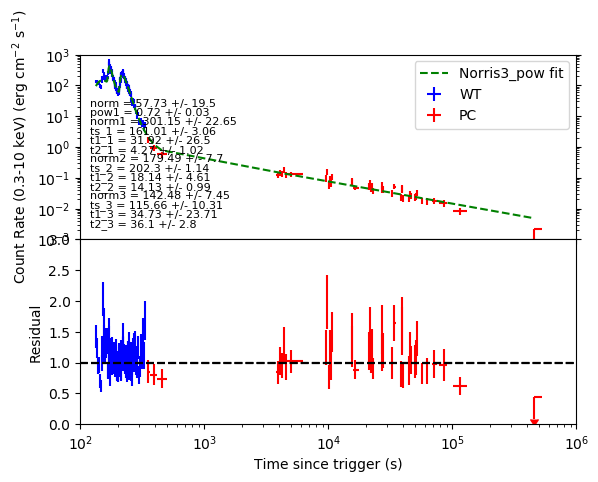 Count Rate (0.3-10 keV) (erg cm⁻² s⁻¹)
10³
10²
10¹
10⁰
10⁻¹
10⁻²
Norris3_pow fit
WT
PC
norm = 57.73 +/- 19.5
pow1 = 0.72 +/- 0.03
norm1 = 301.15 +/- 22.65
ts_1 = 161.01 +/- 3.06
t1_1 = 31.92 +/- 26.5
t2_1 = 4.27 +/- 1.02
norm2 = 179.49 +/- 7.7
ts_2 = 202.3 +/- 1.14
t1_2 = 18.14 +/- 4.61
t2_2 = 14.13 +/- 0.99
norm3 = 142.48 +/- 7.45
ts_3 = 115.66 +/- 10.31
t1_3 = 34.73 +/- 23.71
t2_3 = 36.1 +/- 2.8
Residual
2.5
2.0
1.5
1.0
0.5
0.0
10² 10³ 10⁴ 10⁵ 10⁶
Time since trigger (s)